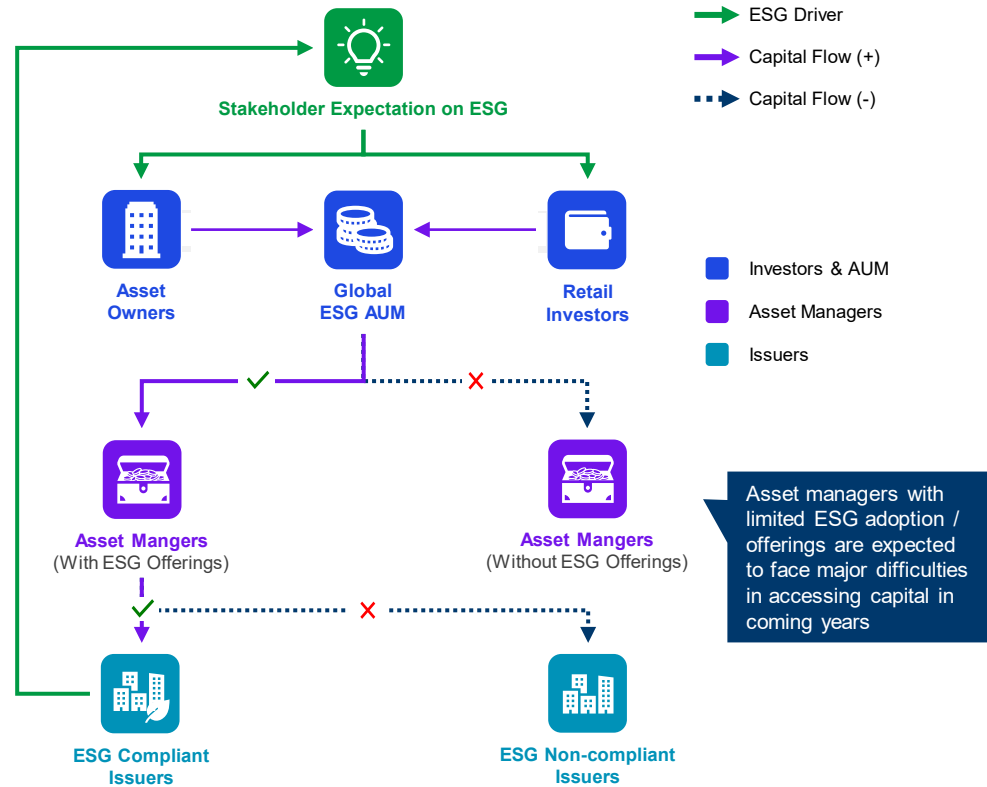 ESG Driver
Capital Flow (+)
Capital Flow (-)
Stakeholder Expectation on ESG
Asset
Owners
Global
ESG AUM
Retail
Investors
Investors & AUM
Asset Managers
Issuers
Asset Mangers
(With ESG Offerings)
Asset Mangers
(Without ESG Offerings)
Asset managers with
limited ESG adoption /
offerings are expected
to face major difficulties
in accessing capital in
coming years
ESG Compliant
Issuers
ESG Non-compliant
Issuers